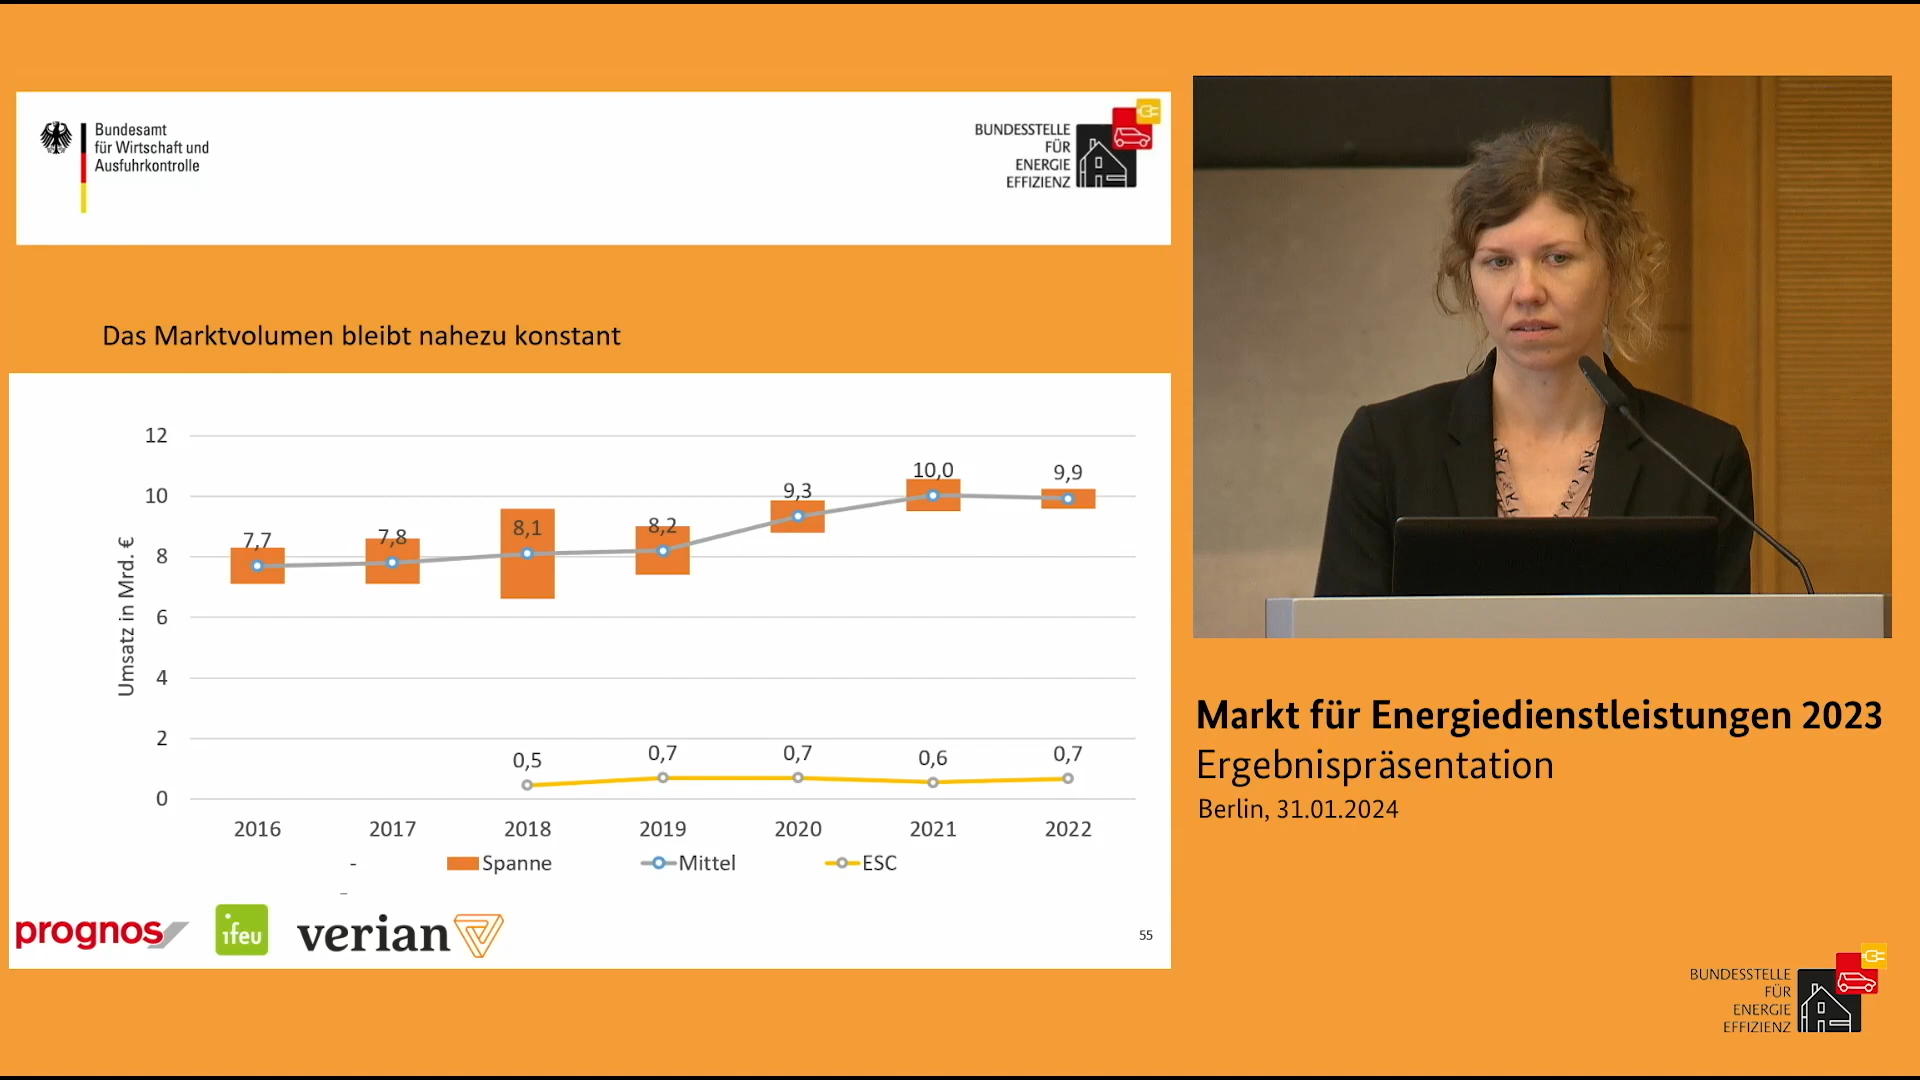 Bundesamt
für Wirtschaft und
Ausfuhrkontrolle
BUNDESSTELLE
FÜR
ENERGIE
EFFIZIENZ
Das Marktvolumen bleibt nahezu konstant
Umsatz in Mrd. €
12
10
8
6
4
2
0
7,7
7,8
8,1
8,2
9,3
10,0
9,9
0,5
0,7
0,7
0,6
0,7
2016 2017 2018 2019 2020 2021 2022
- Spanne Mittel ESC
prognos
ifeu
verian
55
Markt für Energiedienstleistungen 2023
Ergebnispräsentation
Berlin, 31.01.2024
BUNDESSTELLE
FÜR
ENERGIE
EFFIZIENZ